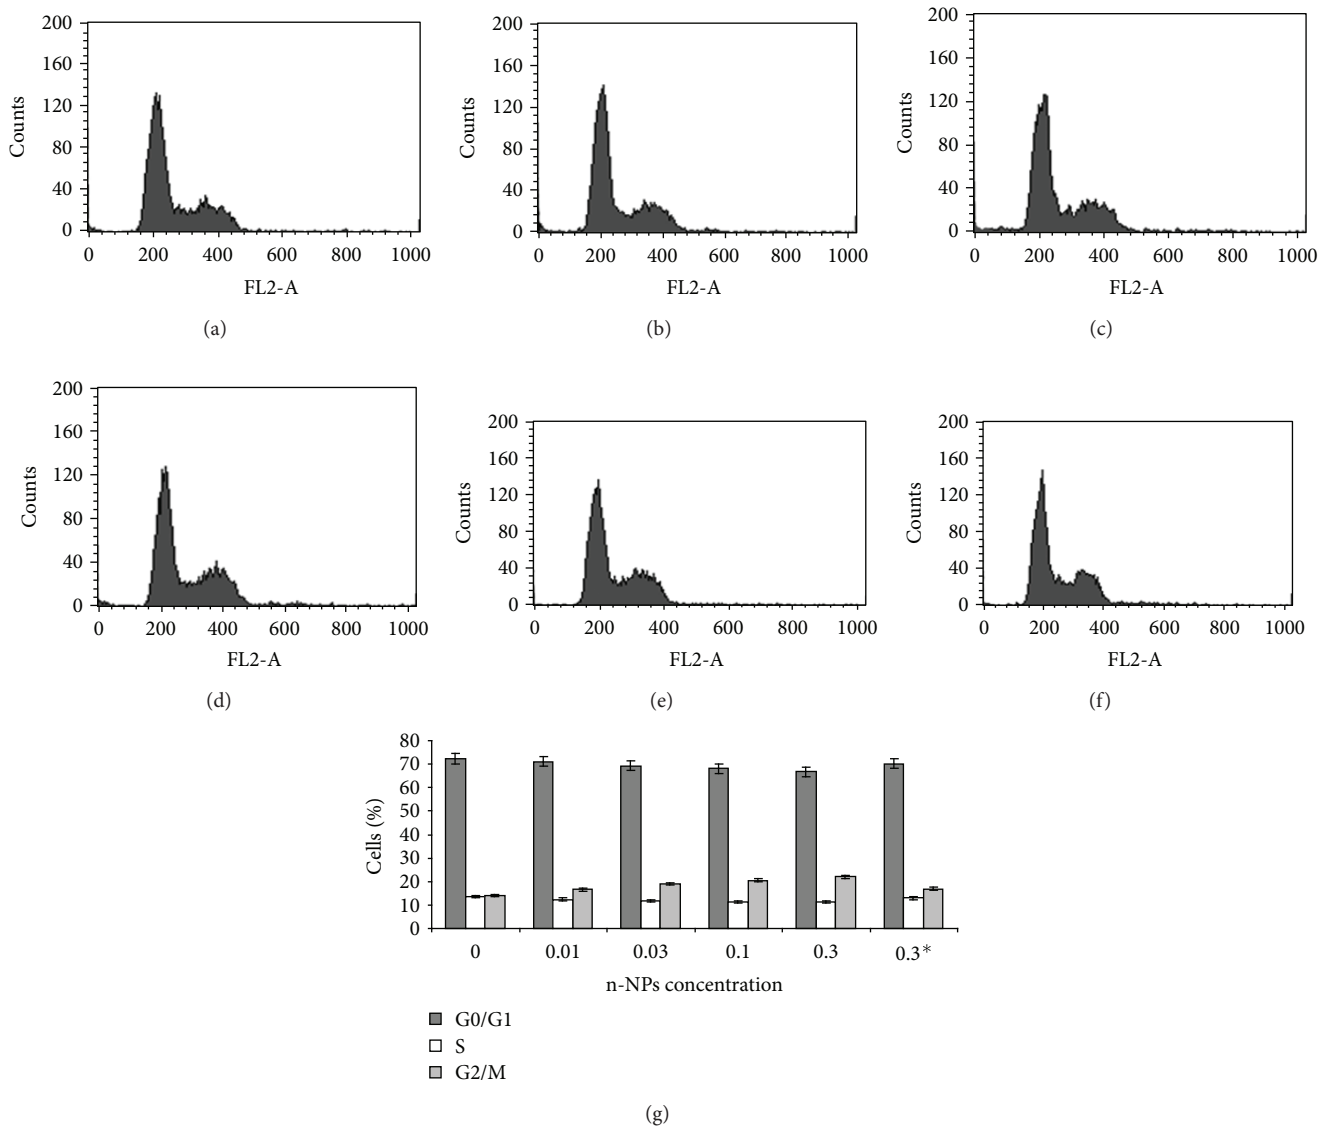 200
160
120
80
40
0
Counts
0 200 400 600 800 1000
FL2-A
(a)
200
160
120
80
40
0
Counts
0 200 400 600 800 1000
FL2-A
(b)
200
160
120
80
40
0
Counts
0 200 400 600 800 1000
FL2-A
(c)
200
160
120
80
40
0
Counts
0 200 400 600 800 1000
FL2-A
(d)
200
160
120
80
40
0
Counts
0 200 400 600 800 1000
FL2-A
(e)
200
160
120
80
40
0
Counts
0 200 400 600 800 1000
FL2-A
(f)
80
70
60
50
40
30
20
10
0
Cells (%)
0 0.01 0.03 0.1 0.3 0.3*
n-NPs concentration
G0/G1
S
G2/M
(g)